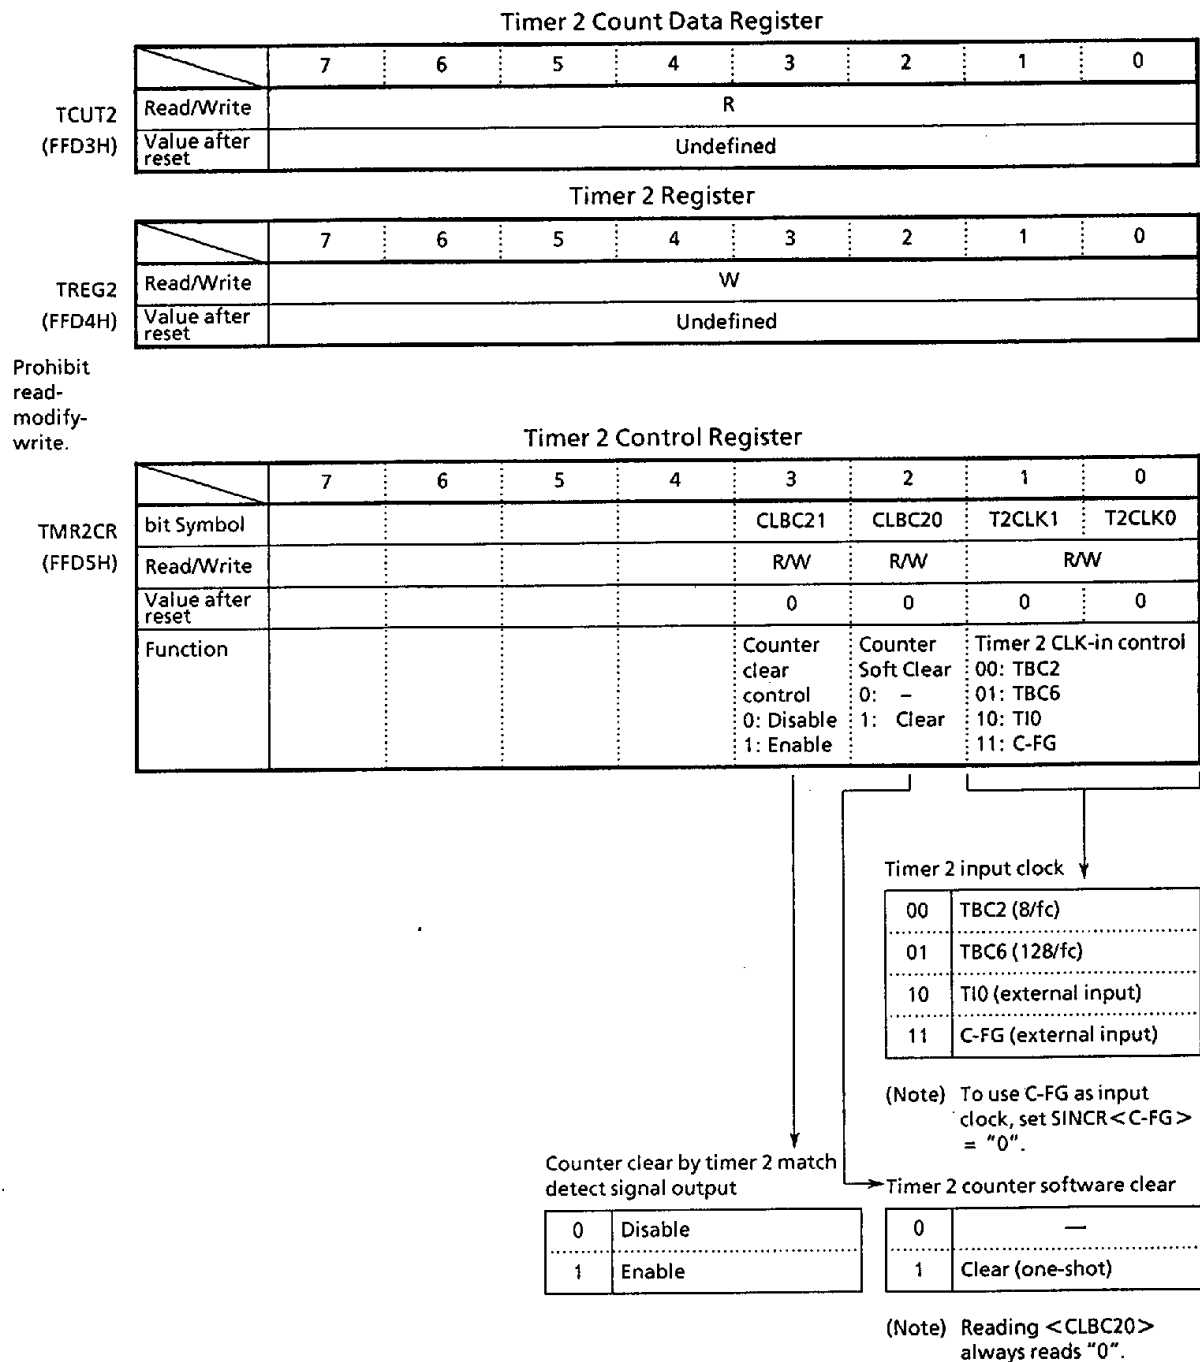 Timer 2 Count Data Register
7 6 5 4 3 2 1 0
TCUT2
(FFD3H)
Read/Write R
Value after
reset
Undefined
Timer 2 Register
7 6 5 4 3 2 1 0
TREG2
(FFD4H)
Read/Write W
Value after
reset
Undefined
Prohibit
read-
modify-
write.
Timer 2 Control Register
7 6 5 4 3 2 1 0
TMR2CR
(FFD5H)
bit Symbol CLBC21 CLBC20 T2CLK1 T2CLK0
Read/Write R/W R/W R/W
Value after
reset
0 0 0 0
Function
Counter
clear
control
0: Disable
1: Enable
Counter
Soft Clear
0: –
1: Clear
Timer 2 CLK-in control
00: TBC2
01: TBC6
10: TI0
11: C-FG
Timer 2 input clock
00 TBC2 (8/fc)
01 TBC6 (128/fc)
10 TI0 (external input)
11 C-FG (external input)
(Note) To use C-FG as input
clock, set SINCR<C-FG>
= "0".
Counter clear by timer 2 match
detect signal output
0 Disable
1 Enable
Timer 2 counter software clear
0 —
1 Clear (one-shot)
(Note) Reading <CLBC20>
always reads "0".